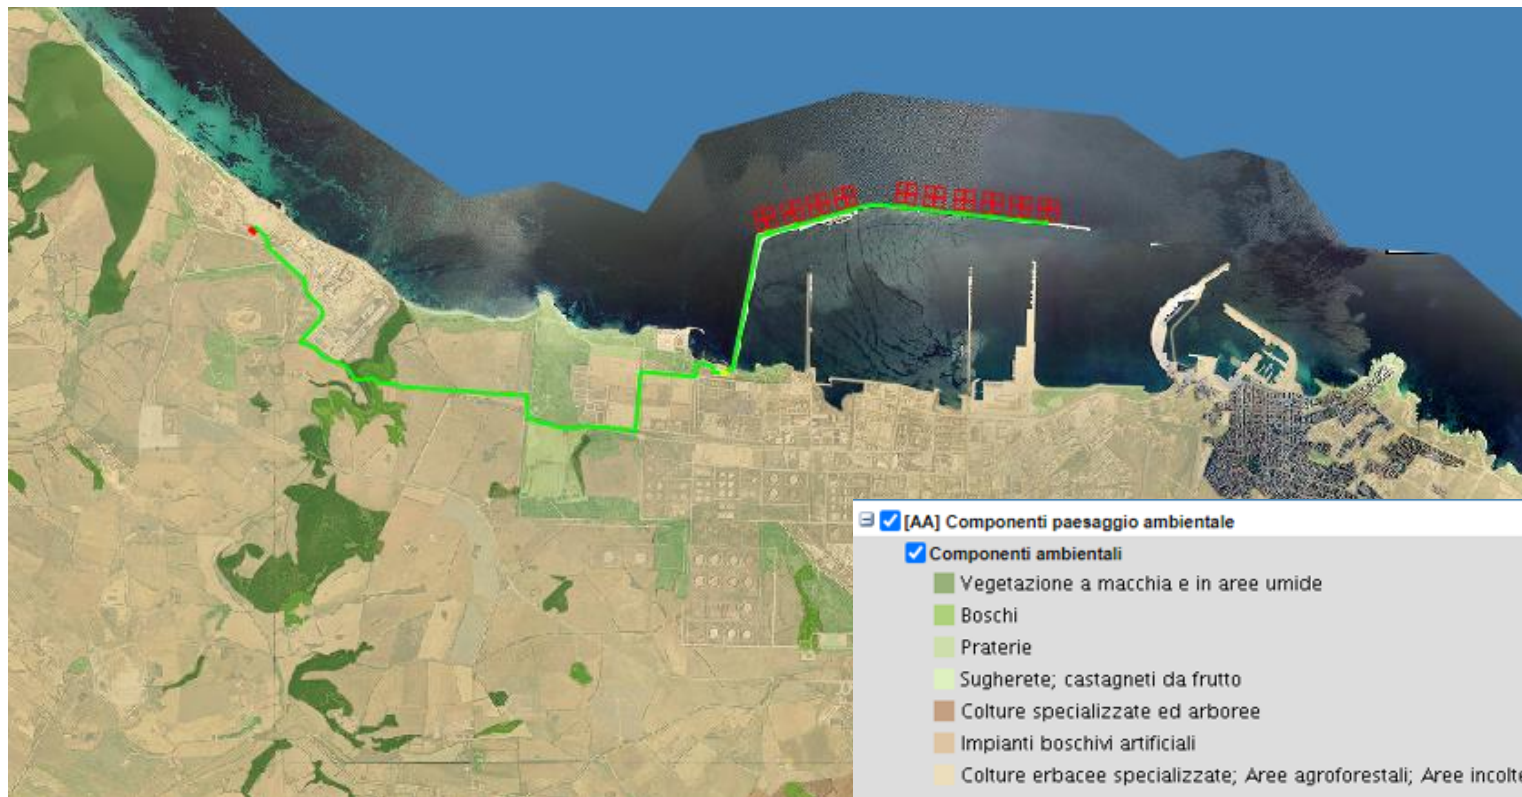 [AA] Componenti paesaggio ambientale
Componenti ambientali
Vegetazione a macchia e in aree umide
Boschi
Praterie
Sugherete; castagneti da frutto
Colture specializzate ed arboree
Impianti boschivi artificiali
Colture erbacee specializzate; Aree agroforestali; Aree incolte